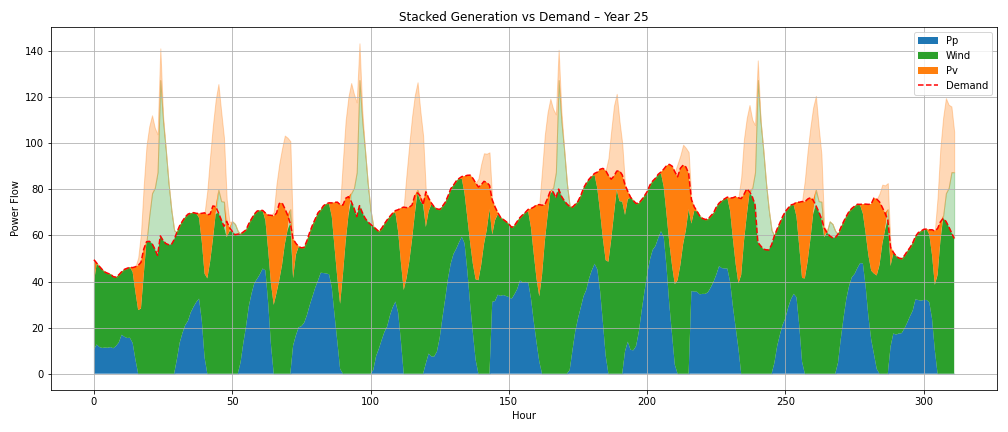 Stacked Generation vs Demand – Year 25
Pp
Wind
Pv
Demand
Power Flow
140
120
100
80
60
40
20
0
0
50
100
150
200
250
300
Hour